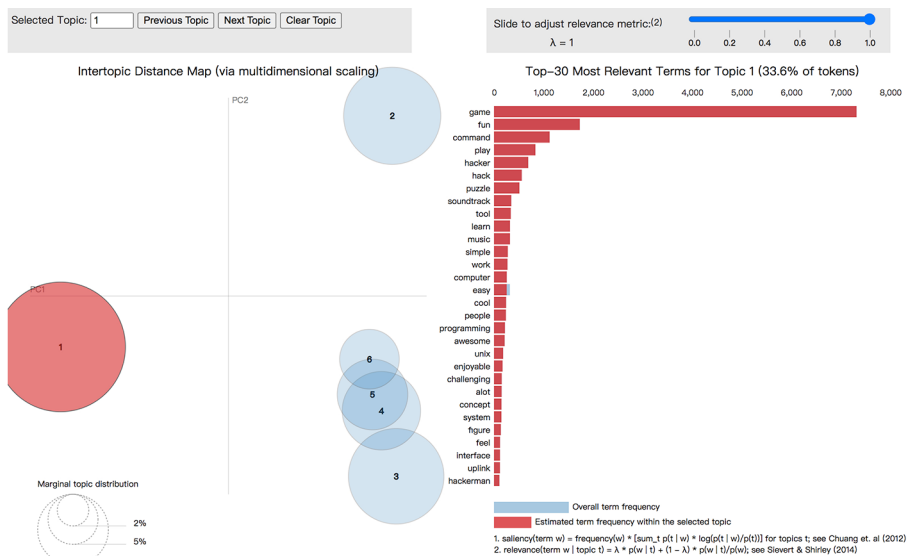 Selected Topic: 1 Previous Topic Next Topic Clear Topic
Slide to adjust relevance metric:(2)
λ = 1
0.0 0.2 0.4 0.6 0.8 1.0
Intertopic Distance Map (via multidimensional scaling)
PC2
PC1
2
1
6
5
4
3
Marginal topic distribution
2%
5%
Top-30 Most Relevant Terms for Topic 1 (33.6% of tokens)
0 1,000 2,000 3,000 4,000 5,000 6,000 7,000 8,000
game
fun
command
play
hacker
hack
puzzle
soundtrack
tool
learn
music
simple
work
computer
easy
cool
people
programming
awesome
unix
enjoyable
challenging
alot
concept
system
figure
feel
interface
uplink
hackerman
Overall term frequency
Estimated term frequency within the selected topic
1. saliency(term w) = frequency(w) * [sum_t p(t | w) * log(p(t | w)/p(t))] for topics t; see Chuang et. al (2012)
2. relevance(term w | topic t) = λ * p(w | t) + (1 - λ) * p(w | t)/p(w); see Sievert & Shirley (2014)